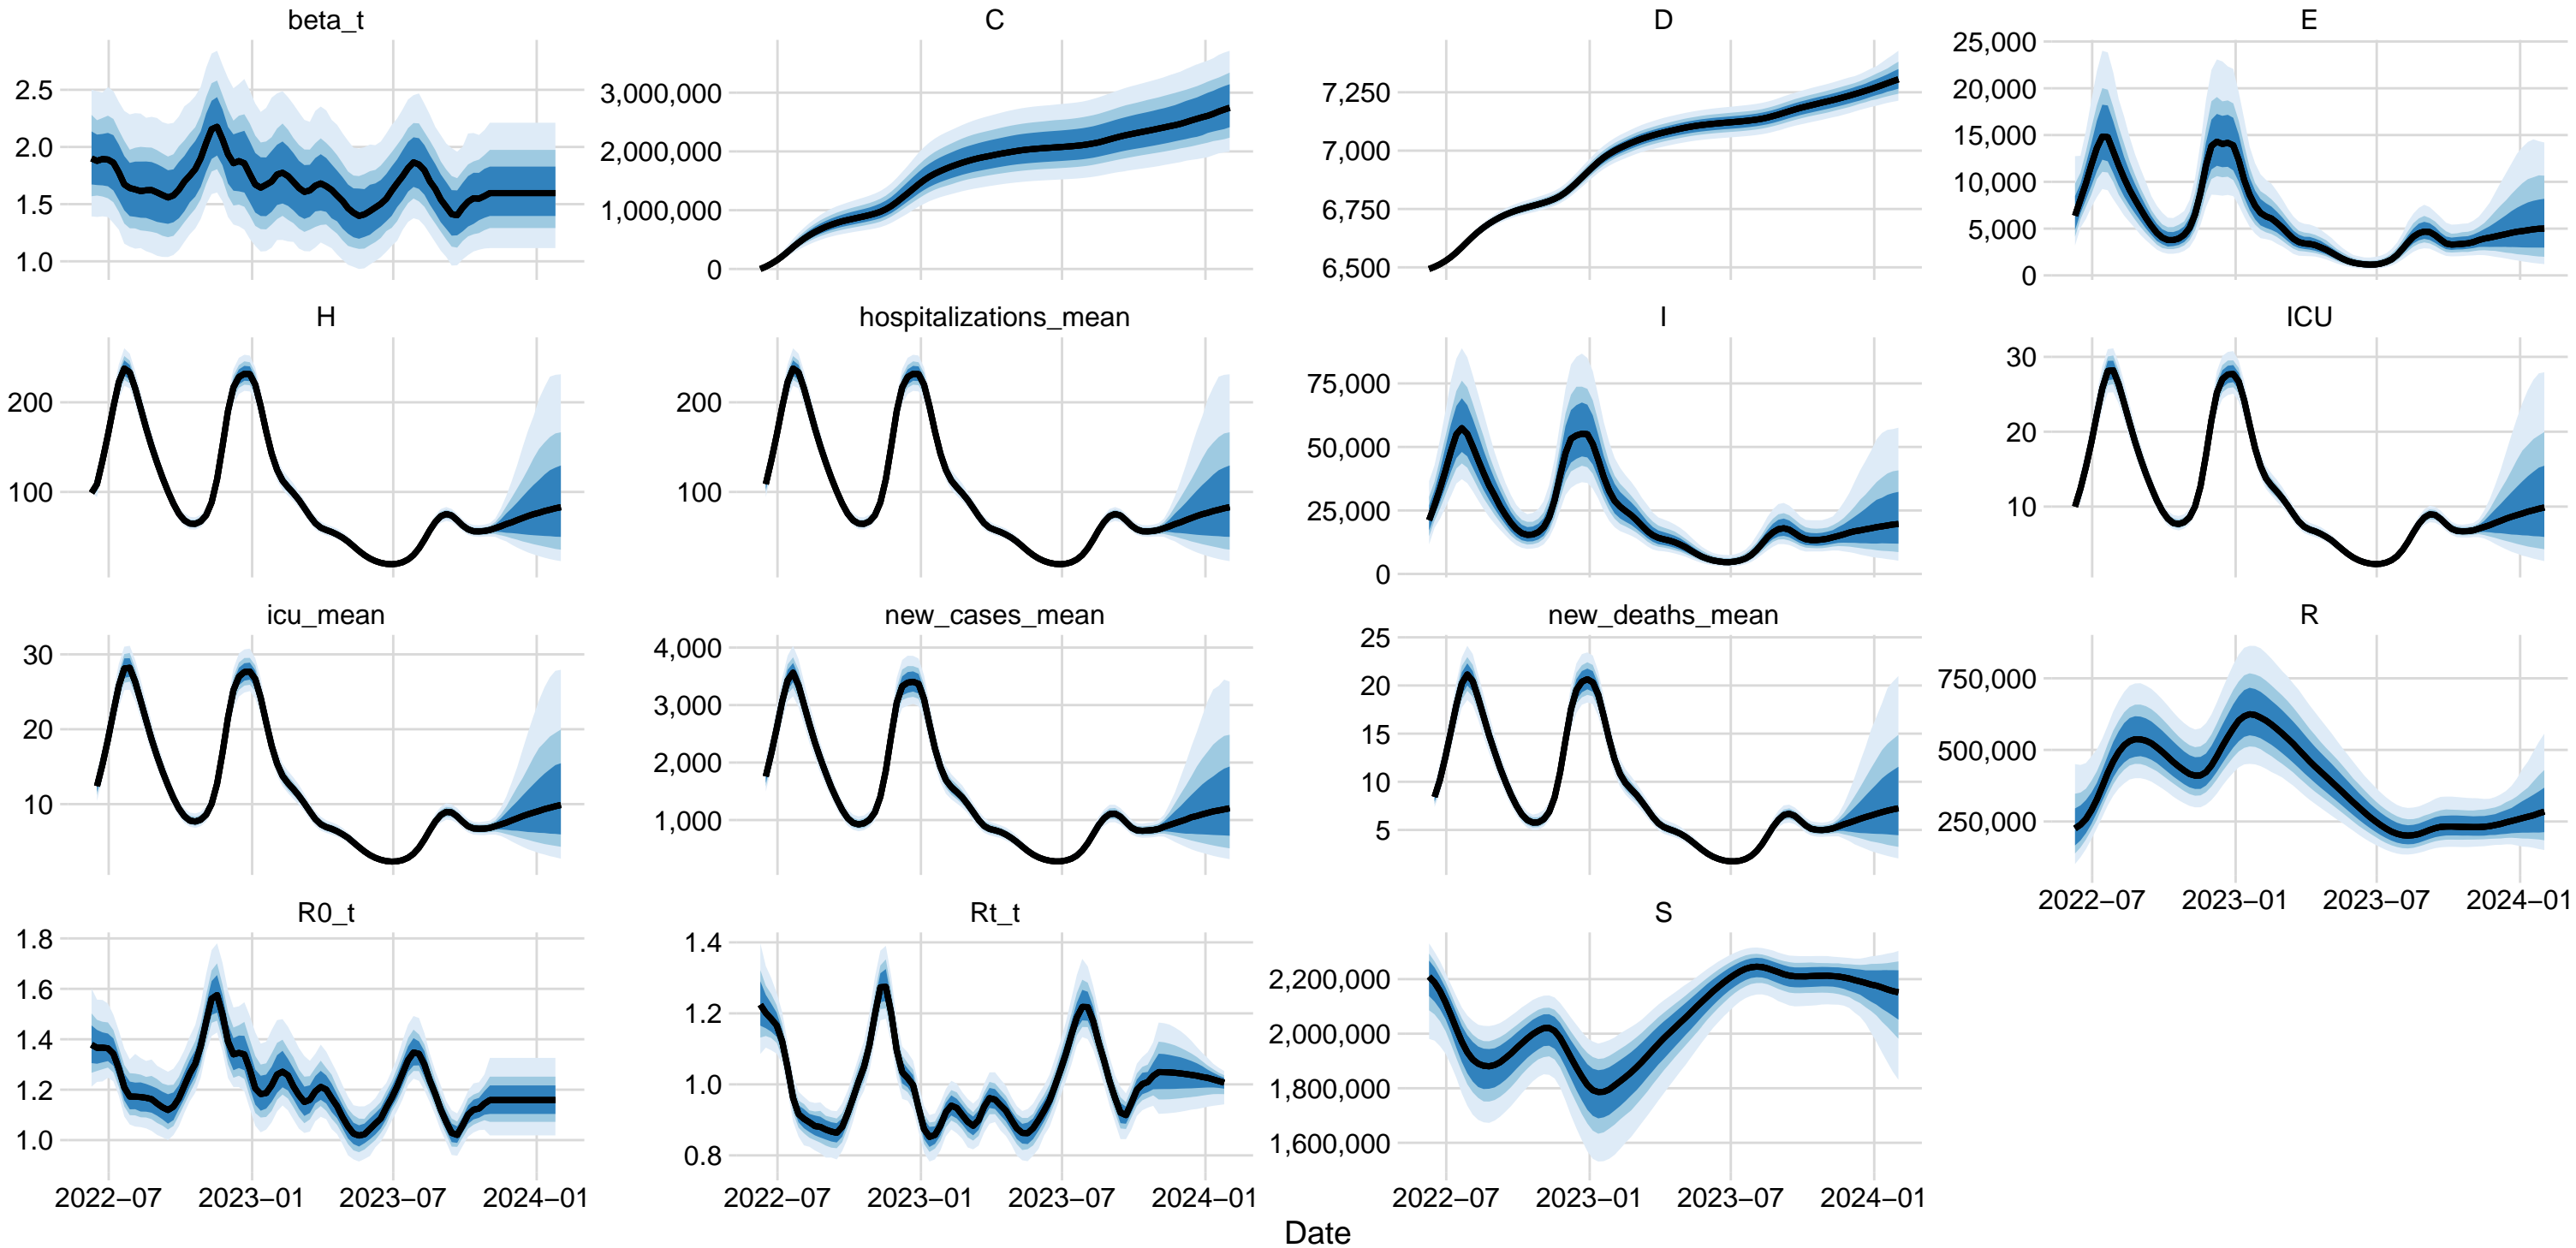 beta_t
C
D
E
2.5
2.0
1.5
1.0
3,000,000
2,000,000
1,000,000
0
7,250
7,000
6,750
6,500
25,000
20,000
15,000
10,000
5,000
0
H
hospitalizations_mean
I
ICU
200
100
200
100
75,000
50,000
25,000
0
30
20
10
icu_mean
new_cases_mean
new_deaths_mean
R
30
20
10
4,000
3,000
2,000
1,000
25
20
15
10
5
750,000
500,000
250,000
2022–07 2023–01 2023–07 2024–01
R0_t
Rt_t
S
1.8
1.6
1.4
1.2
1.0
1.4
1.2
1.0
0.8
2,200,000
2,000,000
1,800,000
1,600,000
2022–07 2023–01 2023–07 2024–01
2022–07 2023–01 2023–07 2024–01
2022–07 2023–01 2023–07 2024–01
Date